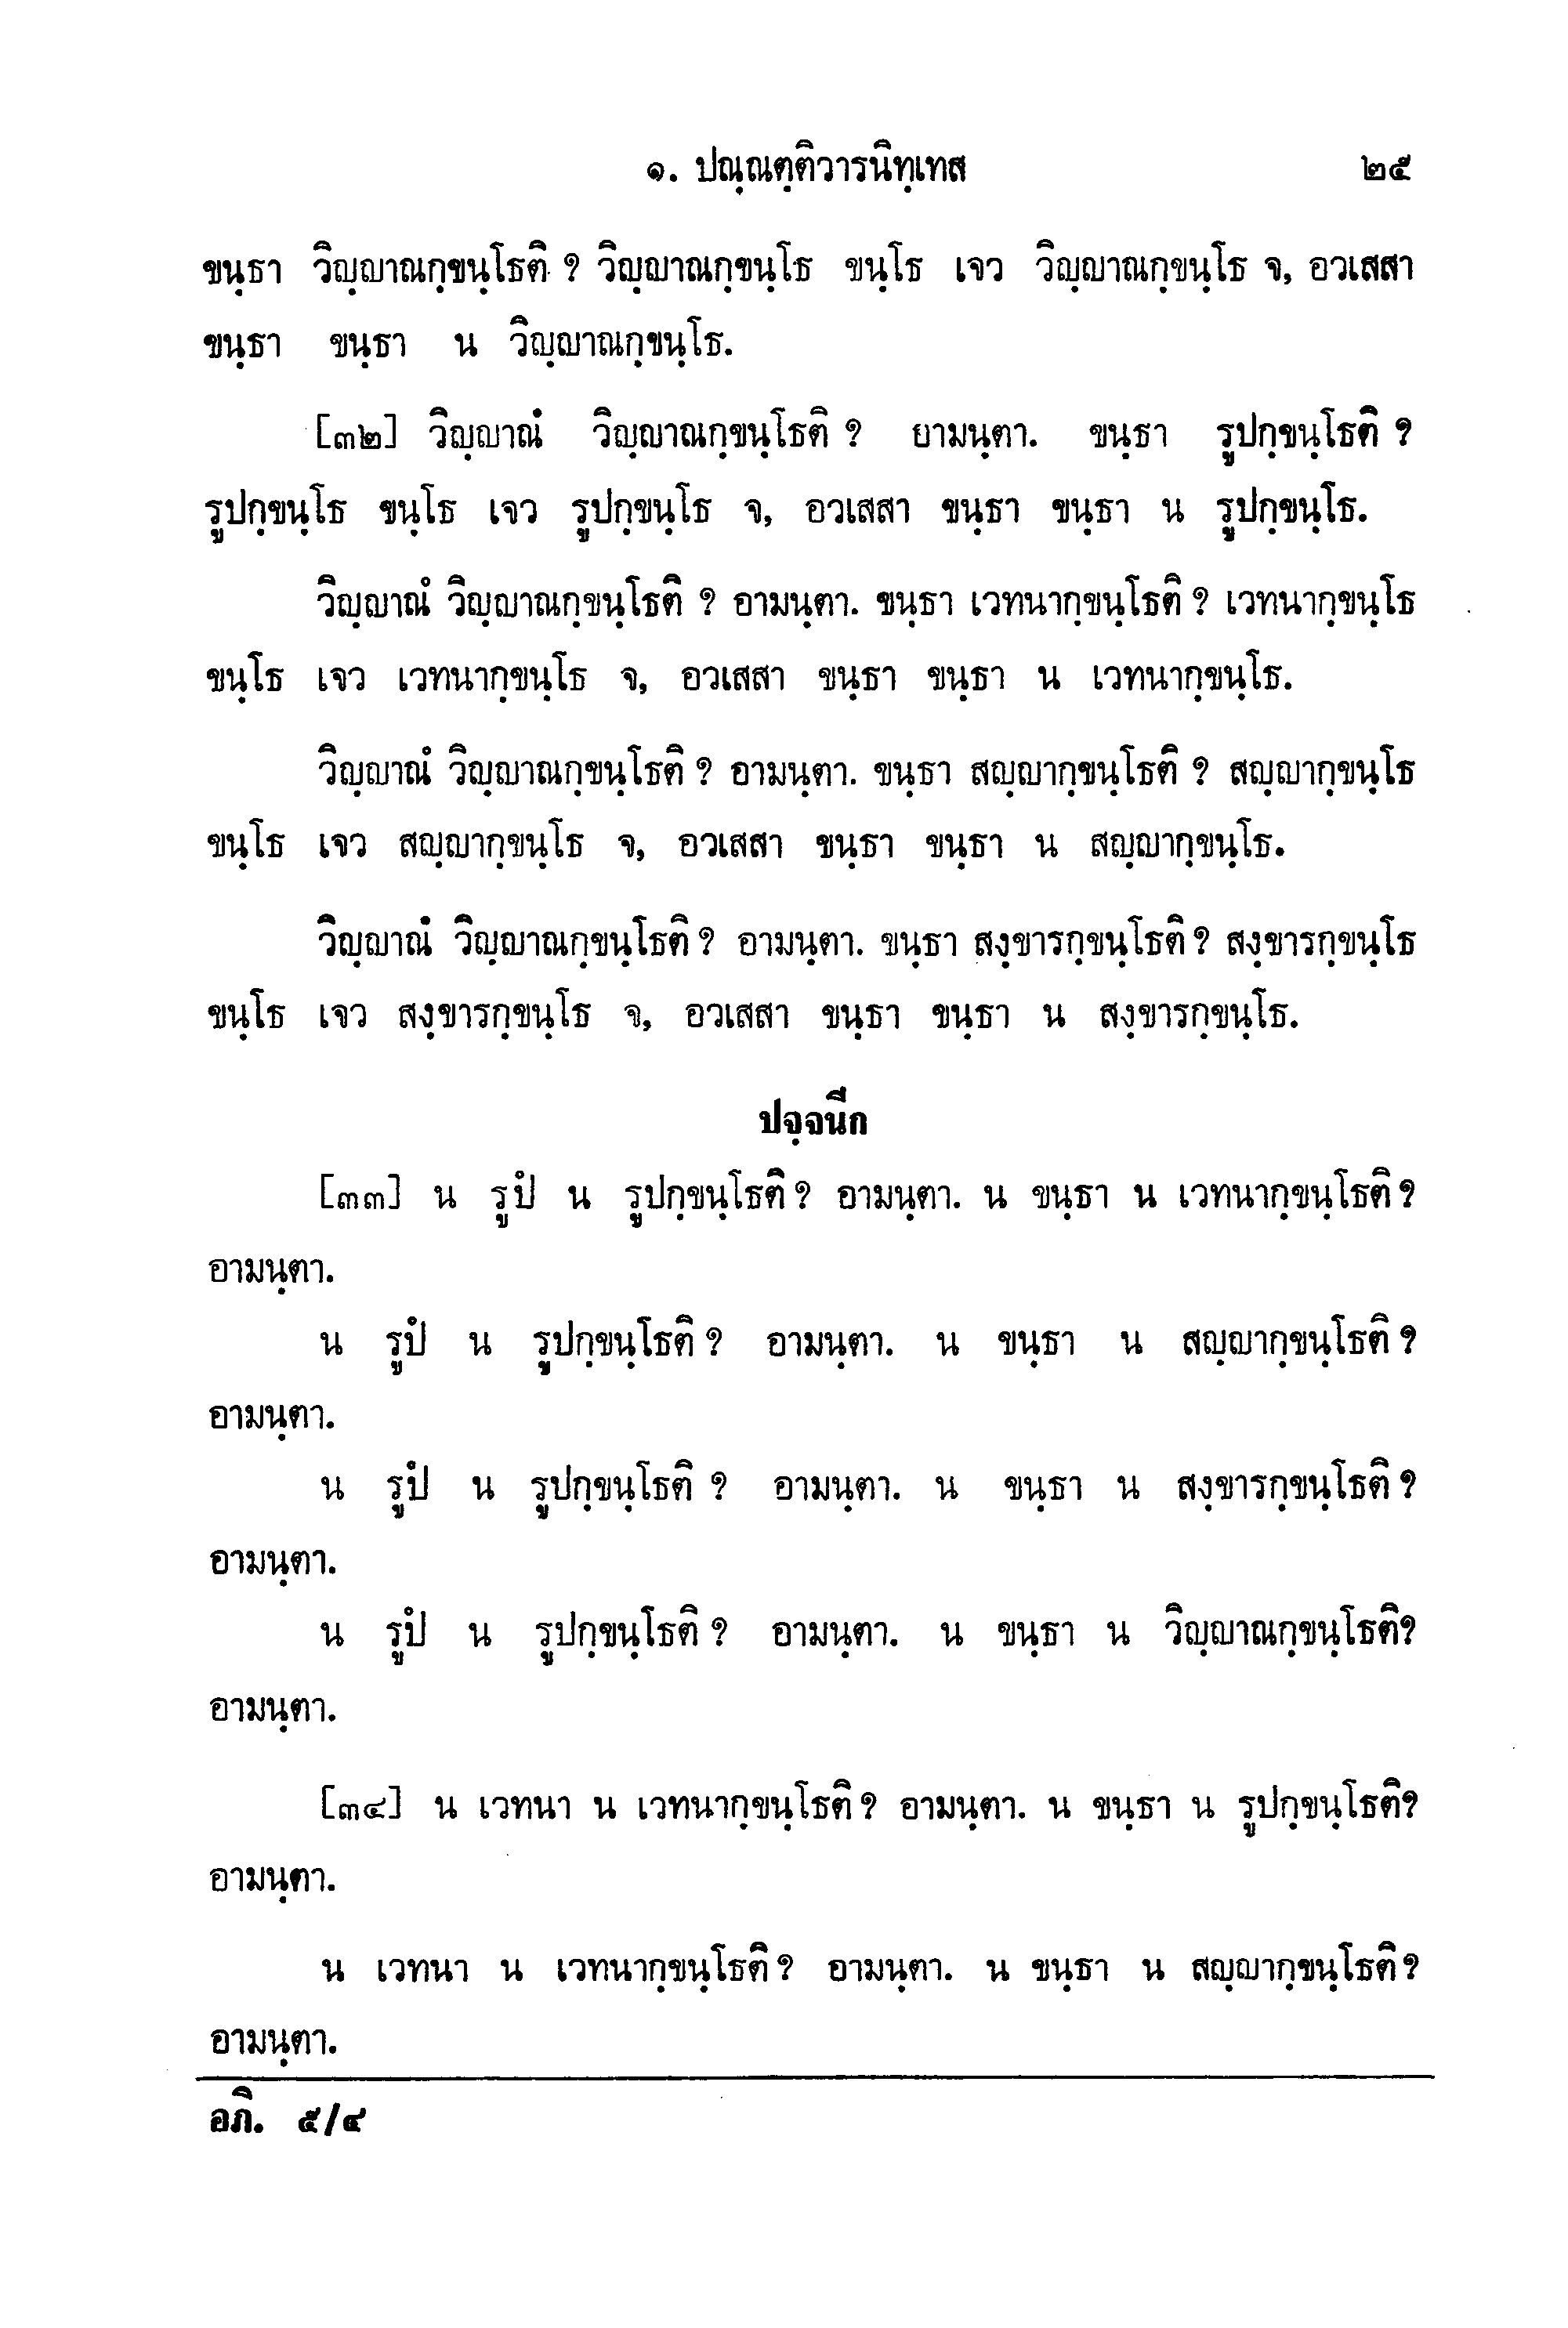 ๑. ปณฺณตฺติวารนิทฺเทส ๒๕
ขนฺธา วิญฺญาณกฺขนฺโธติ ? วิญฺญาณกฺขนฺโธ ขนฺโธ เจว วิญฺญาณกฺขนฺโธ จ, อวเสสา
ขนฺธา ขนฺธา น วิญฺญาณกฺขนฺโธ.
[๓๒] วิญฺญาณํ วิญฺญาณกฺขนฺโธติ ? ยามนฺตา. ขนฺธา รูปกฺขนฺโธติ ?
รูปกฺขนฺโธ ขนฺโธ เจว รูปกฺขนฺโธ จ, อวเสสา ขนฺธา ขนฺธา น รูปกฺขนฺโธ.
วิญฺญาณํ วิญฺญาณกฺขนฺโธติ ? อามนฺตา. ขนฺธา เวทนากฺขนฺโธติ ? เวทนากฺขนฺโธ
ขนฺโธ เจว เวทนากฺขนฺโธ จ, อวเสสา ขนฺธา ขนฺธา น เวทนากฺขนฺโธ.
วิญฺญาณํ วิญฺญาณกฺขนฺโธติ ? อามนฺตา. ขนฺธา สญฺญากฺขนฺโธติ ? สญฺญากฺขนฺโธ
ขนฺโธ เจว สญฺญากฺขนฺโธ จ, อวเสสา ขนฺธา ขนฺธา น สญฺญากฺขนฺโธ.
วิญฺญาณํ วิญฺญาณกฺขนฺโธติ ? อามนฺตา. ขนฺธา สงฺขารกฺขนฺโธติ ? สงฺขารกฺขนฺโธ
ขนฺโธ เจว สงฺขารกฺขนฺโธ จ, อวเสสา ขนฺธา ขนฺธา น สงฺขารกฺขนฺโธ.
ปจฺจนีก
[๓๓] น รูปํ น รูปกฺขนฺโธติ ? อามนฺตา. น ขนฺธา น เวทนากฺขนฺโธติ ?
อามนฺตา.
น รูปํ น รูปกฺขนฺโธติ ? อามนฺตา. น ขนฺธา น สญฺญากฺขนฺโธติ ?
อามนฺตา.
น รูปํ น รูปกฺขนฺโธติ ? อามนฺตา. น ขนฺธา น สงฺขารกฺขนฺโธติ ?
อามนฺตา.
น รูปํ น รูปกฺขนฺโธติ ? อามนฺตา. น ขนฺธา น วิญฺญาณกฺขนฺโธติ?
อามนฺตา.
[๓๔] น เวทนา น เวทนากฺขนฺโธติ ? อามนฺตา. น ขนฺธา น รูปกฺขนฺโธติ?
อามนฺตา.
น เวทนา น เวทนากฺขนฺโธติ ? อามนฺตา. น ขนฺธา น สญฺญากฺขนฺโธติ ?
อามนฺตา.
อภิ. ๕/๔